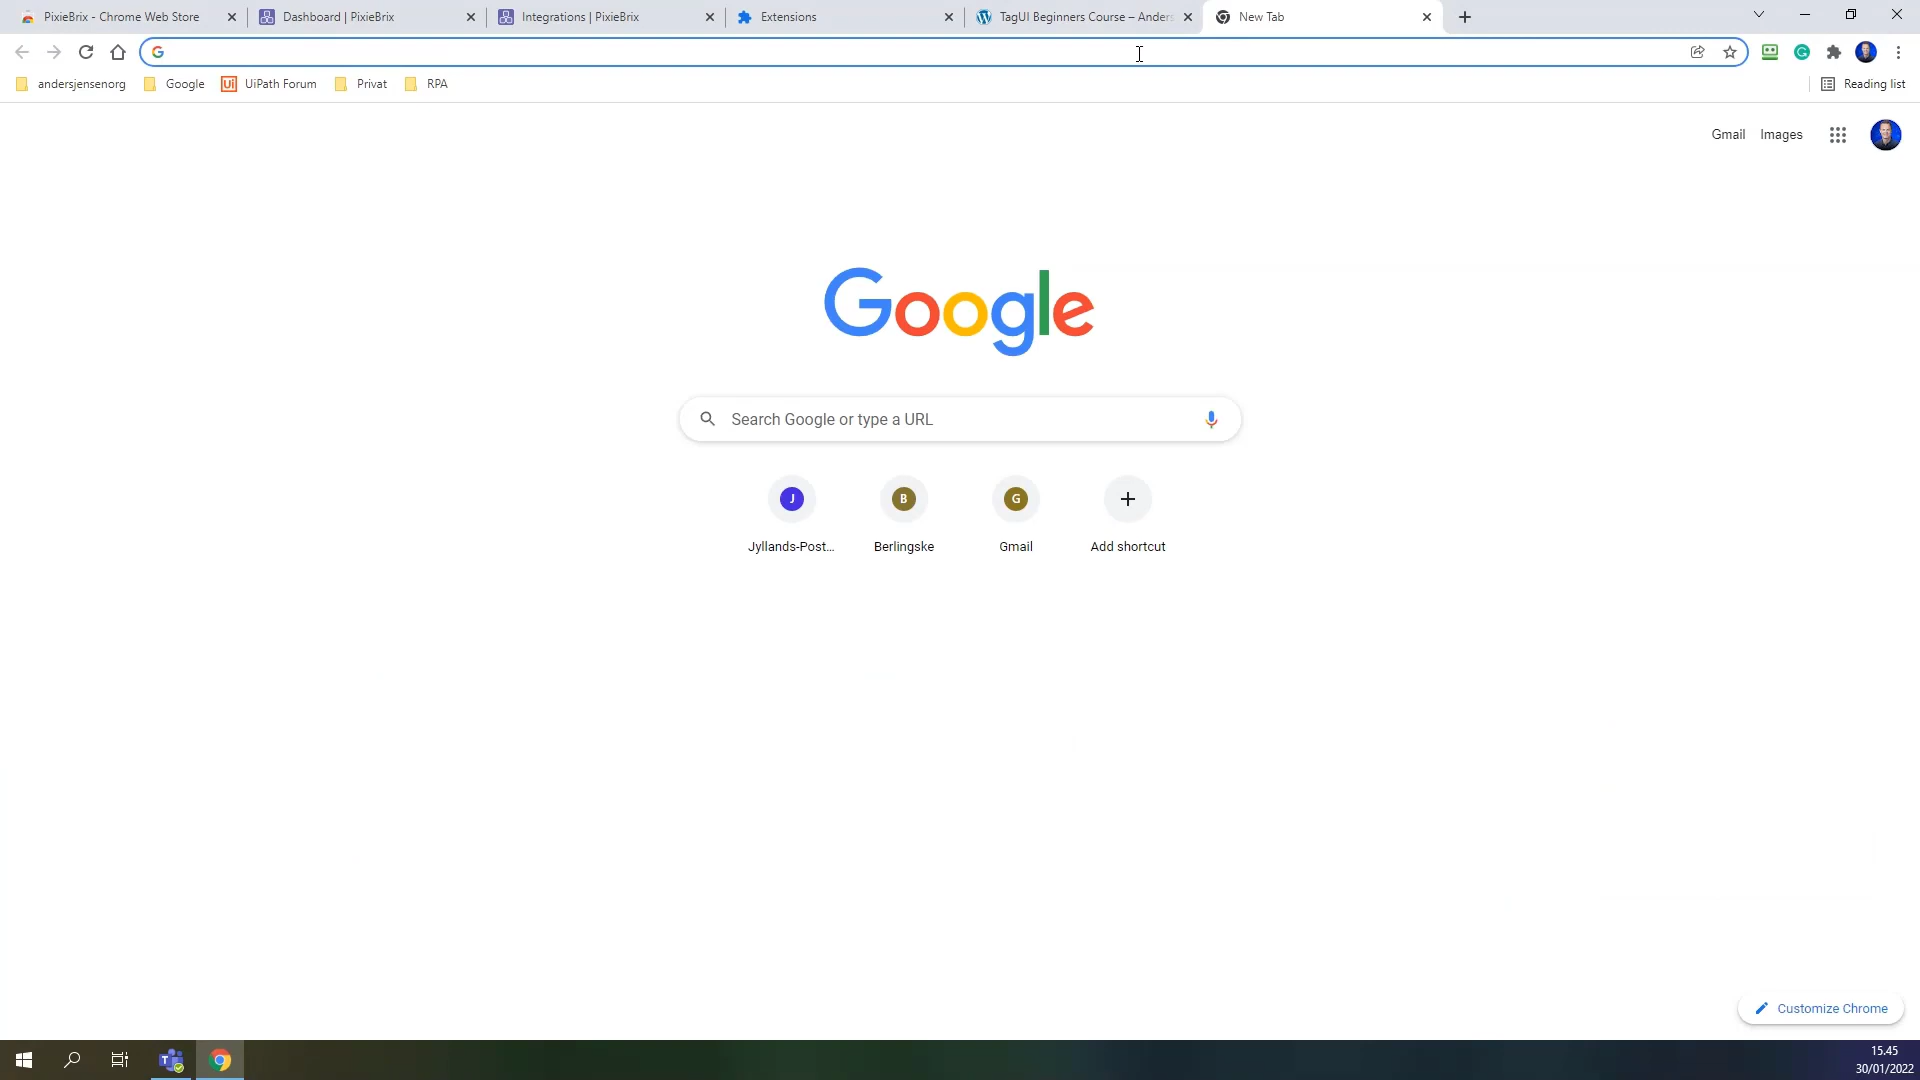 PixieBrix - Chrome Web Store
Dashboard | PixieBrix
Integrations | PixieBrix
Extensions
TagUI Beginners Course – Anders
New Tab
andersjensenorg
Google
Ui UiPath Forum
Privat
RPA
Reading list
Gmail
Images
Google
Search Google or type a URL
J
B
G
Jyllands-Post...
Berlingske
Gmail
Add shortcut
Customize Chrome
15.45
30/01/2022